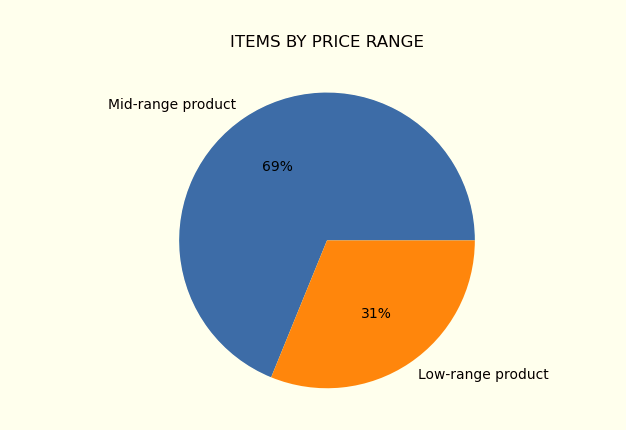 ITEMS BY PRICE RANGE
Mid-range product
69%
31%
Low-range product